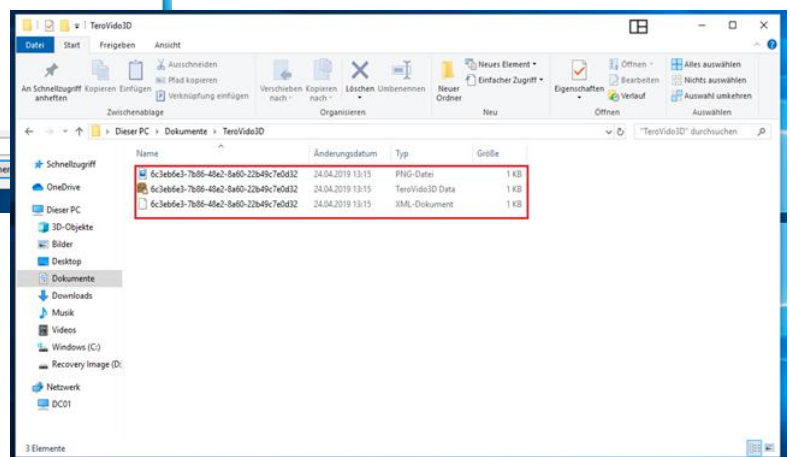 TeroVido3D
Datei Start Freigeben Ansicht
An Schnellzugriff anheften
Kopieren
Einfügen
Ausschneiden
Pfad kopieren
Verknüpfung einfügen
Zwischenablage
Verschieben nach
Kopieren nach
Löschen
Umbenennen
Organisieren
Neuer Ordner
Neues Element
Einfacher Zugriff
Neu
Eigenschaften
Öffnen
Bearbeiten
Verlauf
Öffnen
Alles auswählen
Nichts auswählen
Auswahl umkehren
Auswählen
Dieser PC > Dokumente > TeroVido3D
"TeroVido3D" durchsuchen
Name Änderungsdatum Typ Größe
6c3eb6e3-7b86-48e2-8a60-22b49c7e0d32 24.04.2019 13:15 PNG-Datei 1 KB
6c3eb6e3-7b86-48e2-8a60-22b49c7e0d32 24.04.2019 13:15 TeroVido3D Data 1 KB
6c3eb6e3-7b86-48e2-8a60-22b49c7e0d32 24.04.2019 13:15 XML-Dokument 1 KB
Schnellzugriff
OneDrive
Dieser PC
3D-Objekte
Bilder
Desktop
Dokumente
Downloads
Musik
Videos
Windows (C:)
Recovery Image (D:
Netzwerk
DC01
3 Elemente